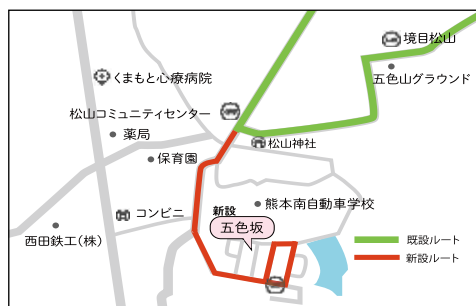 境目松山
五色山グラウンド
くまもと心療病院
松山コミュニティセンター
薬局
松山神社
保育園
コンビニ
新設
五色坂
熊本南自動車学校
西田鉄工(株)
既設ルート
新設ルート